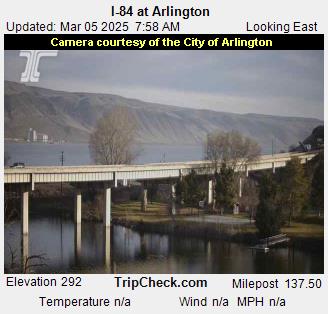 I-84 at Arlington
Updated: Mar 05 2025 7:58 AM Looking East
Camera courtesy of the City of Arlington
Elevation 292 TripCheck.com Milepost 137.50
Temperature n/a Wind n/a MPH n/a